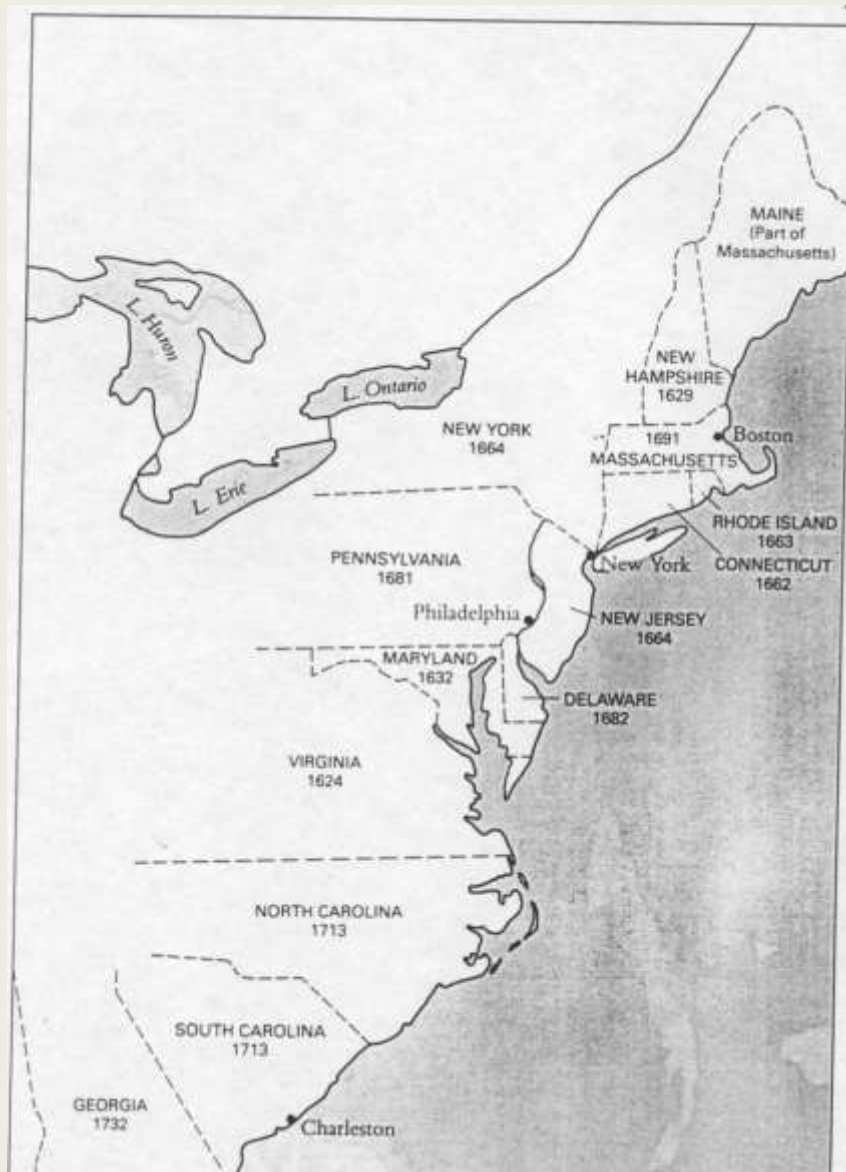 MAINE
(Part of
Massachusetts)
L. Huron
L. Ontario
L. Erie
NEW
HAMPSHIRE
1629
NEW YORK
1664
1691
MASSACHUSETTS
Boston
RHODE ISLAND
1663
CONNECTICUT
1662
New York
PENNSYLVANIA
1681
Philadelphia
NEW JERSEY
1664
MARYLAND
1632
DELAWARE
1682
VIRGINIA
1624
NORTH CAROLINA
1713
SOUTH CAROLINA
1713
GEORGIA
1732
Charleston